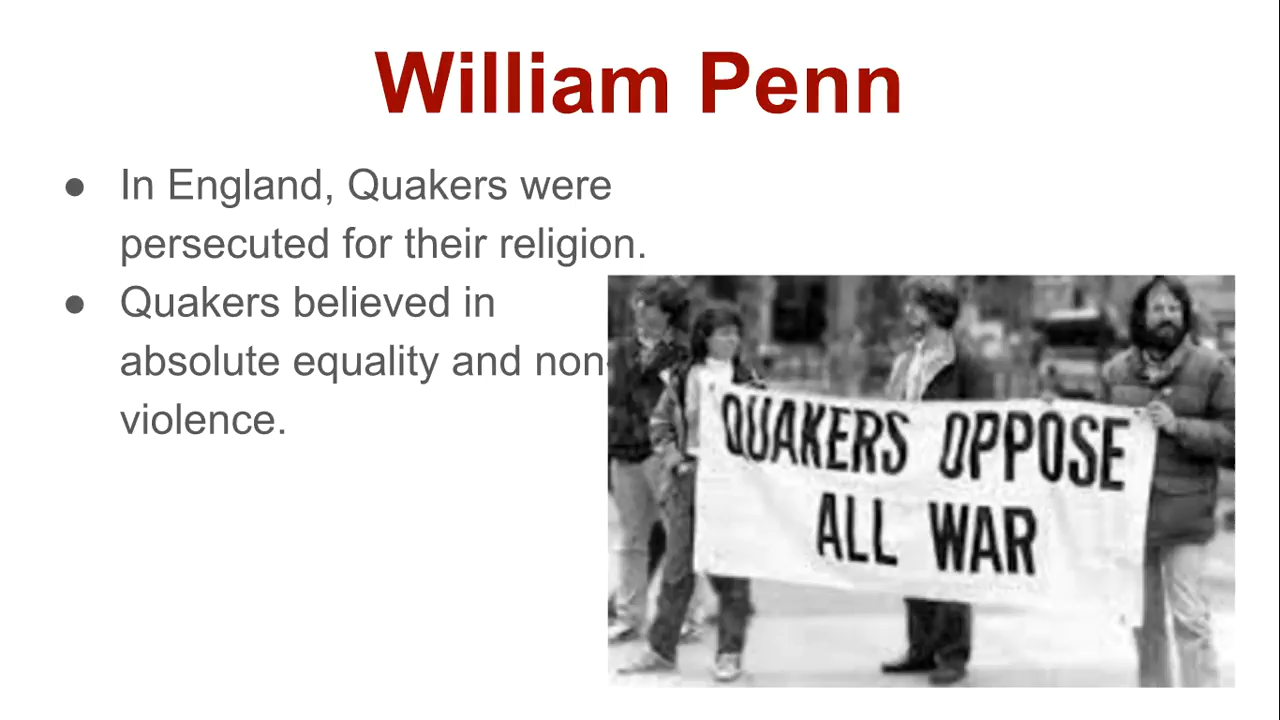 William Penn
● In England, Quakers were
persecuted for their religion.
● Quakers believed in
absolute equality and non-
violence.
QUAKERS OPPOSE
ALL WAR